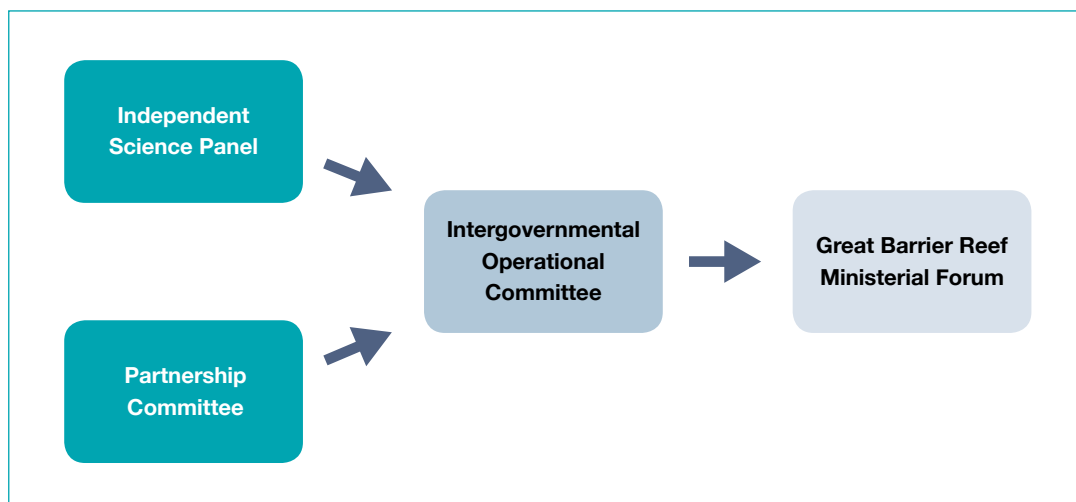 Independent
Science Panel
Partnership
Committee
Intergovernmental
Operational
Committee
Great Barrier Reef
Ministerial Forum